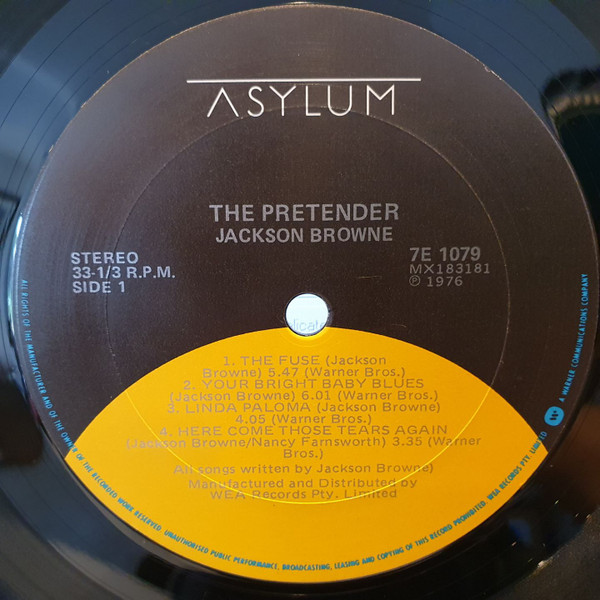 ASYLUM
THE PRETENDER
JACKSON BROWNE
STEREO
33-1/3 R.P.M.
SIDE 1
7E 1079
MX183181
℗ 1976
1. THE FUSE (Jackson
Browne) 5.47 (Warner Bros.)
2. YOUR BRIGHT BABY BLUES
(Jackson Browne) 6.01 (Warner Bros.)
3. LINDA PALOMA (Jackson Browne)
4.05 (Warner Bros.)
4. HERE COME THOSE TEARS AGAIN
(Jackson Browne/Nancy Farnsworth) 3.35 (Warner
Bros.)
All songs written by Jackson Browne)
Manufactured and Distributed by
WEA Records Pty. Limited
ALL RIGHTS OF THE MANUFACTURER AND OF THE OWNER OF THE RECORDED WORK RESERVED. UNAUTHORISED PUBLIC PERFORMANCE, BROADCASTING, LEASING AND COPYING OF THIS RECORD PROHIBITED. WEA RECORDS PTY. LIMITED
A WARNER COMMUNICATIONS COMPANY